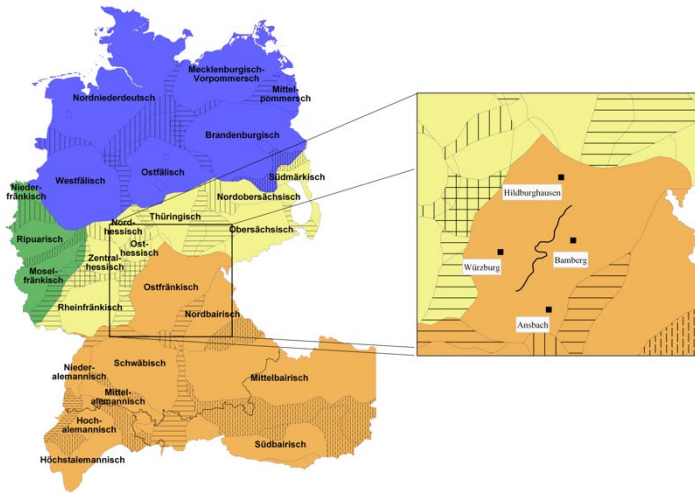 Mecklenburgisch-
Vorpommersch
Mittel-
pommersch
Nordniederdeutsch
Brandenburgisch
Ostfälisch
Westfälisch
Südmärkisch
Nieder-
fränkisch
Nordobersächsisch
Thüringisch
Nord-
hessisch
Obersächsisch
Ripuarisch
Ost-
hessisch
Zentral-
hessisch
Mosel-
fränkisch
Ostfränkisch
Rheinfränkisch
Nordbairisch
Schwäbisch
Nieder-
alemannisch
Mittelbairisch
Mittel-
alemannisch
Hoch-
alemannisch
Südbairisch
Höchstalemannisch
Hildburghausen
Würzburg
Bamberg
Ansbach